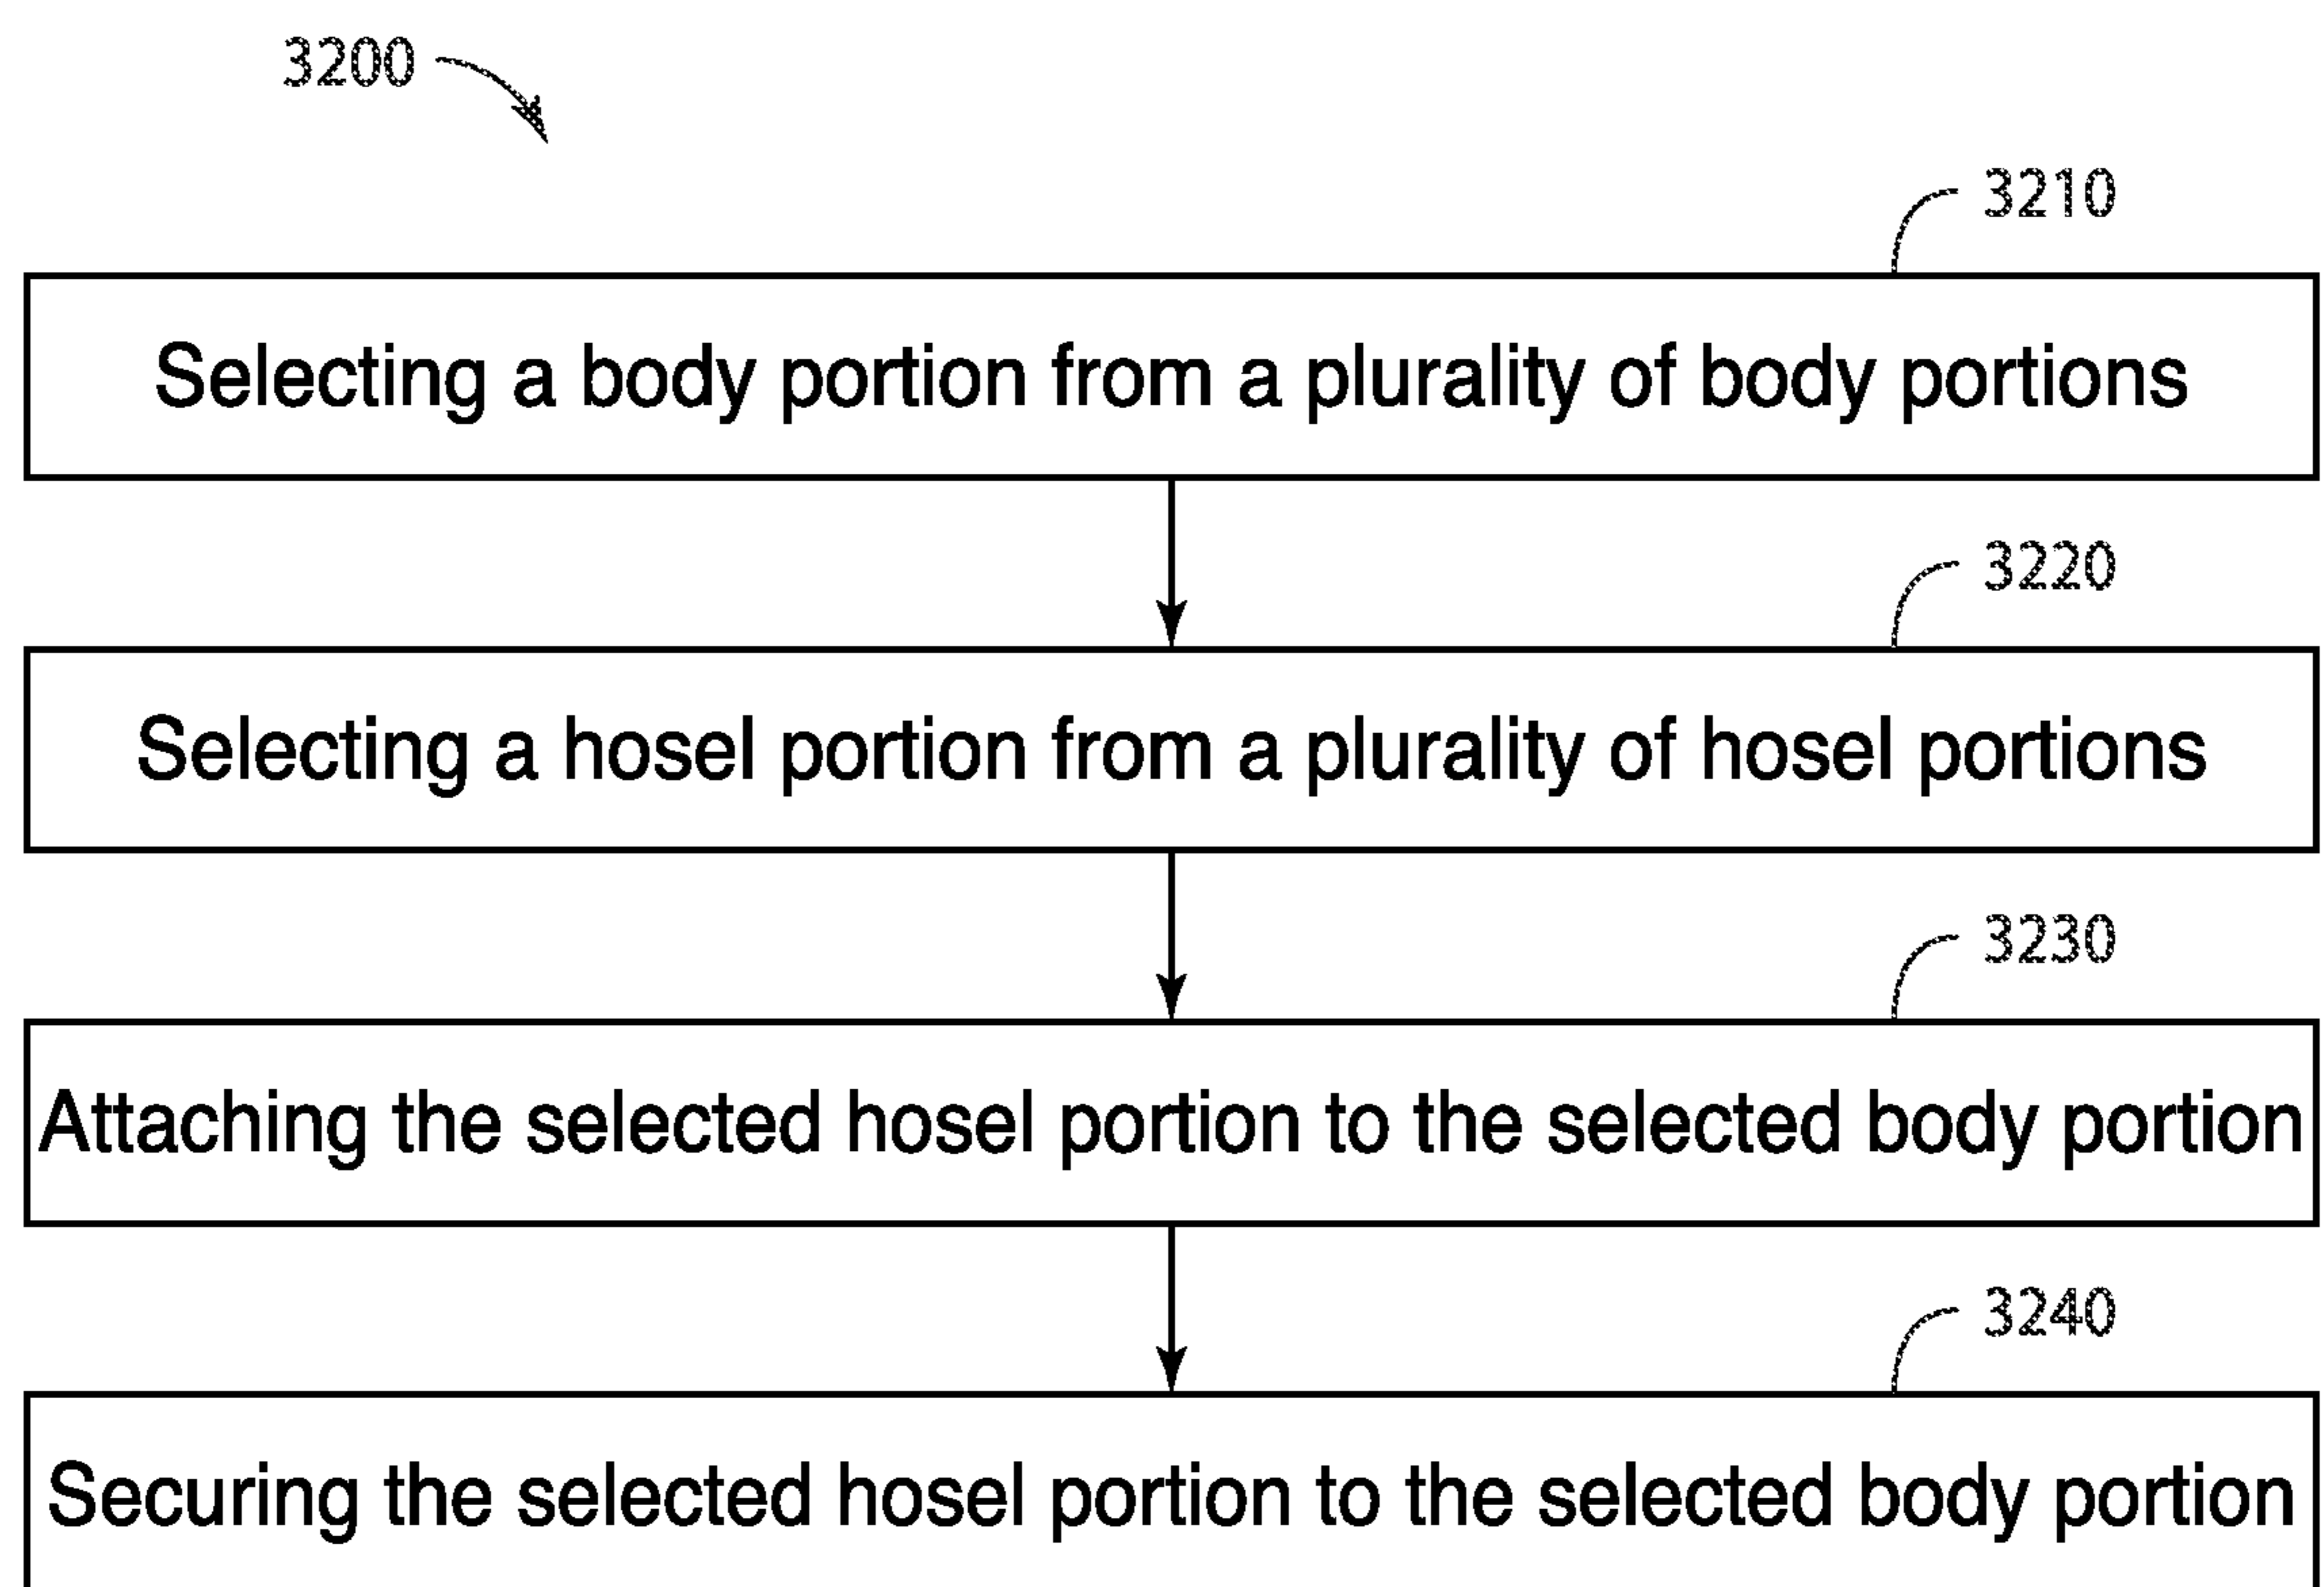 3200
3210
Selecting a body portion from a plurality of body portions
3220
Selecting a hosel portion from a plurality of hosel portions
3230
Attaching the selected hosel portion to the selected body portion
3240
Securing the selected hosel portion to the selected body portion